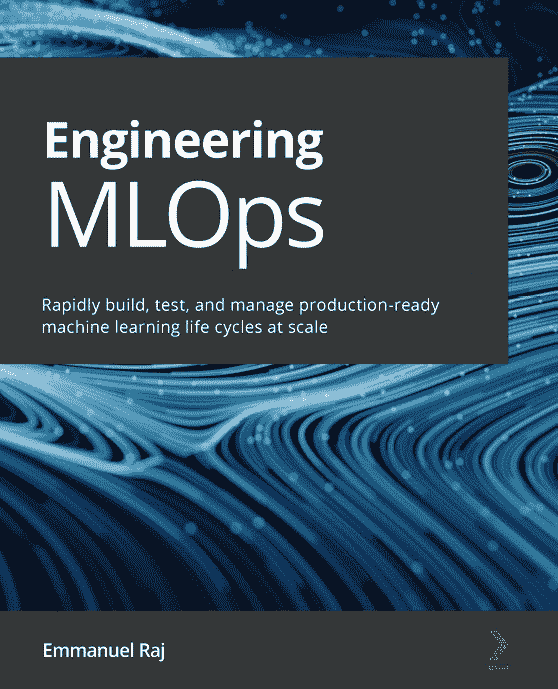 Engineering
MLOps
Rapidly build, test, and manage production-ready
machine learning life cycles at scale
Emmanuel Raj